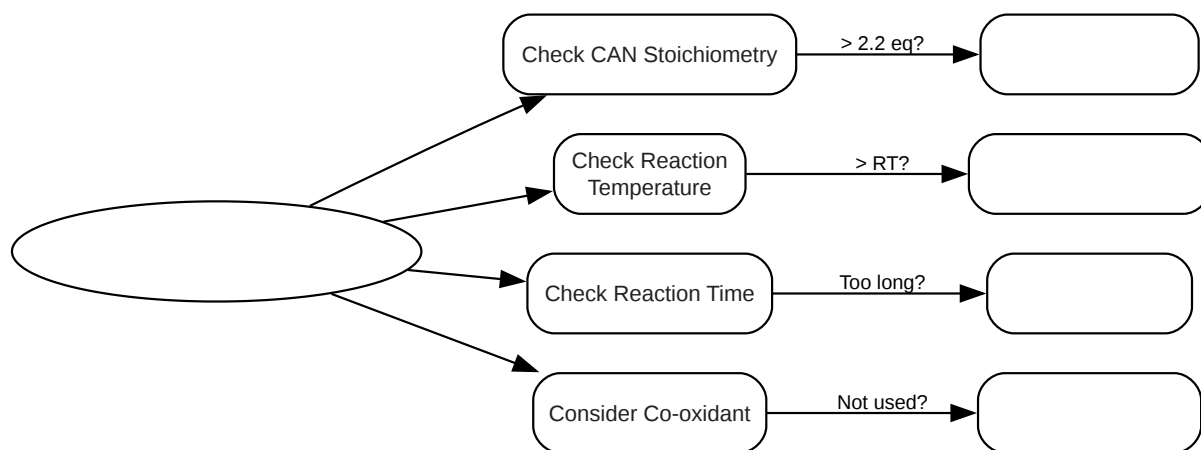 Check CAN Stoichiometry
> 2.2 eq?
Check Reaction
Temperature
> RT?
Check Reaction Time
Too long?
Consider Co-oxidant
Not used?